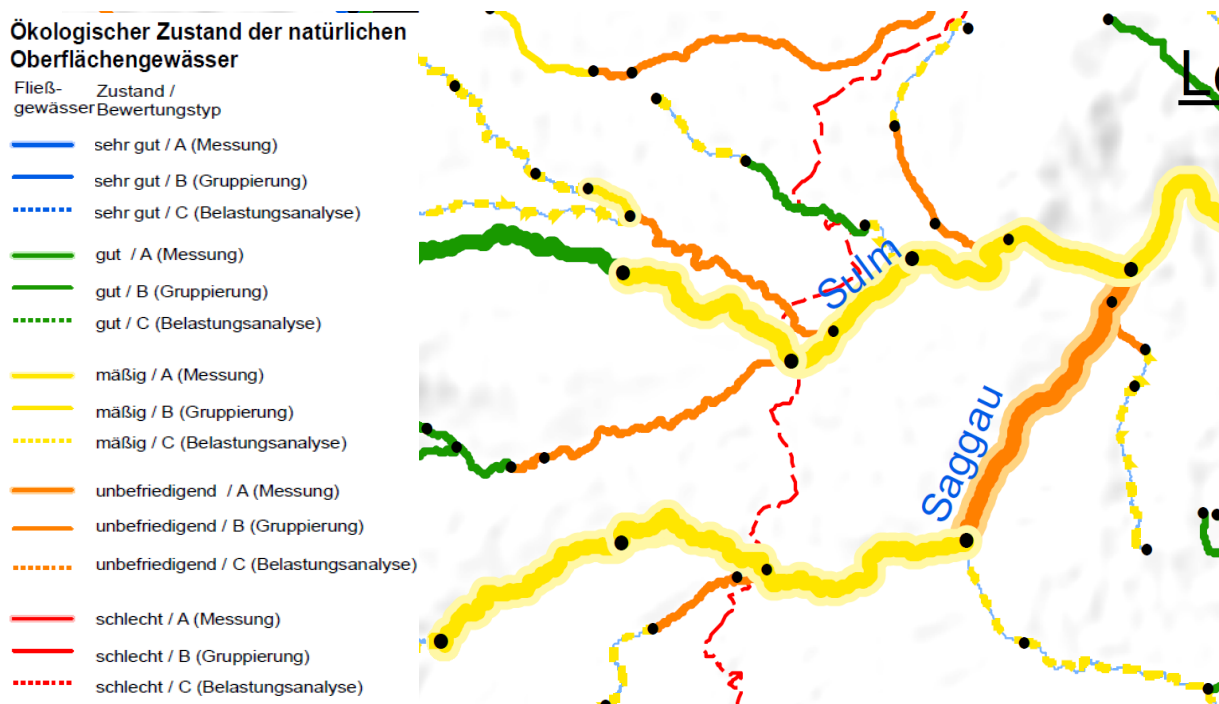 Ökologischer Zustand der natürlichen
Oberflächengewässer
Fließ-
gewässer
Zustand /
Bewertungstyp
sehr gut / A (Messung)
sehr gut / B (Gruppierung)
sehr gut / C (Belastungsanalyse)
gut / A (Messung)
gut / B (Gruppierung)
gut / C (Belastungsanalyse)
mäßig / A (Messung)
mäßig / B (Gruppierung)
mäßig / C (Belastungsanalyse)
unbefriedigend / A (Messung)
unbefriedigend / B (Gruppierung)
unbefriedigend / C (Belastungsanalyse)
schlecht / A (Messung)
schlecht / B (Gruppierung)
schlecht / C (Belastungsanalyse)
Sulm
Saggau